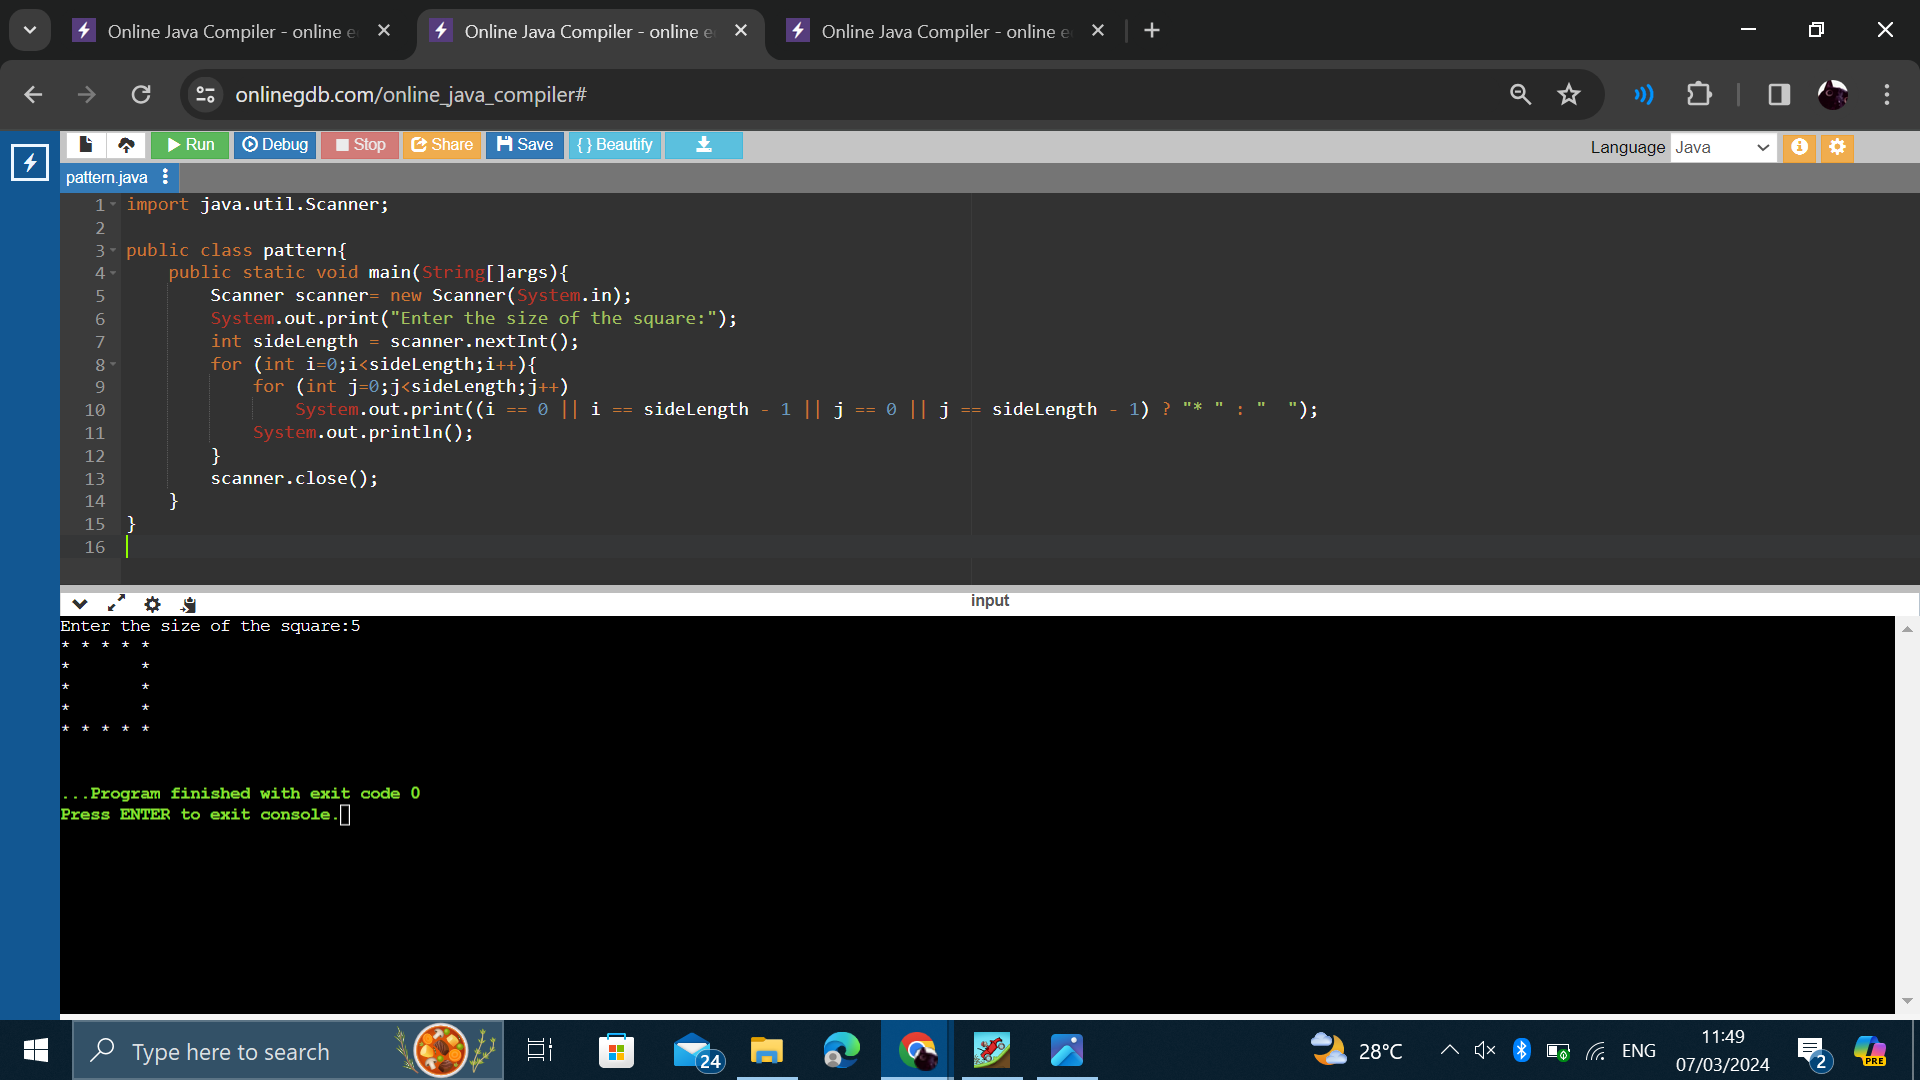 Online Java Compiler - online e
Online Java Compiler - online e
Online Java Compiler - online e
onlinegdb.com/online_java_compiler#
Run Debug Stop Share Save { } Beautify
Language Java
pattern.java
1 import java.util.Scanner;
2
3 public class pattern{
4 public static void main(String[]args){
5 Scanner scanner= new Scanner(System.in);
6 System.out.print("Enter the size of the square:");
7 int sideLength = scanner.nextInt();
8 for (int i=0;i<sideLength;i++){
9 for (int j=0;j<sideLength;j++)
10 System.out.print((i == 0 || i == sideLength - 1 || j == 0 || j == sideLength - 1) ? "* " : "  ");
11 System.out.println();
12 }
13 scanner.close();
14 }
15 }
16
input
Enter the size of the square:5
* * * * *
*       *
*       *
*       *
* * * * *
...Program finished with exit code 0
Press ENTER to exit console.
Type here to search
24
28°C
ENG
11:49
07/03/2024
2
PRE